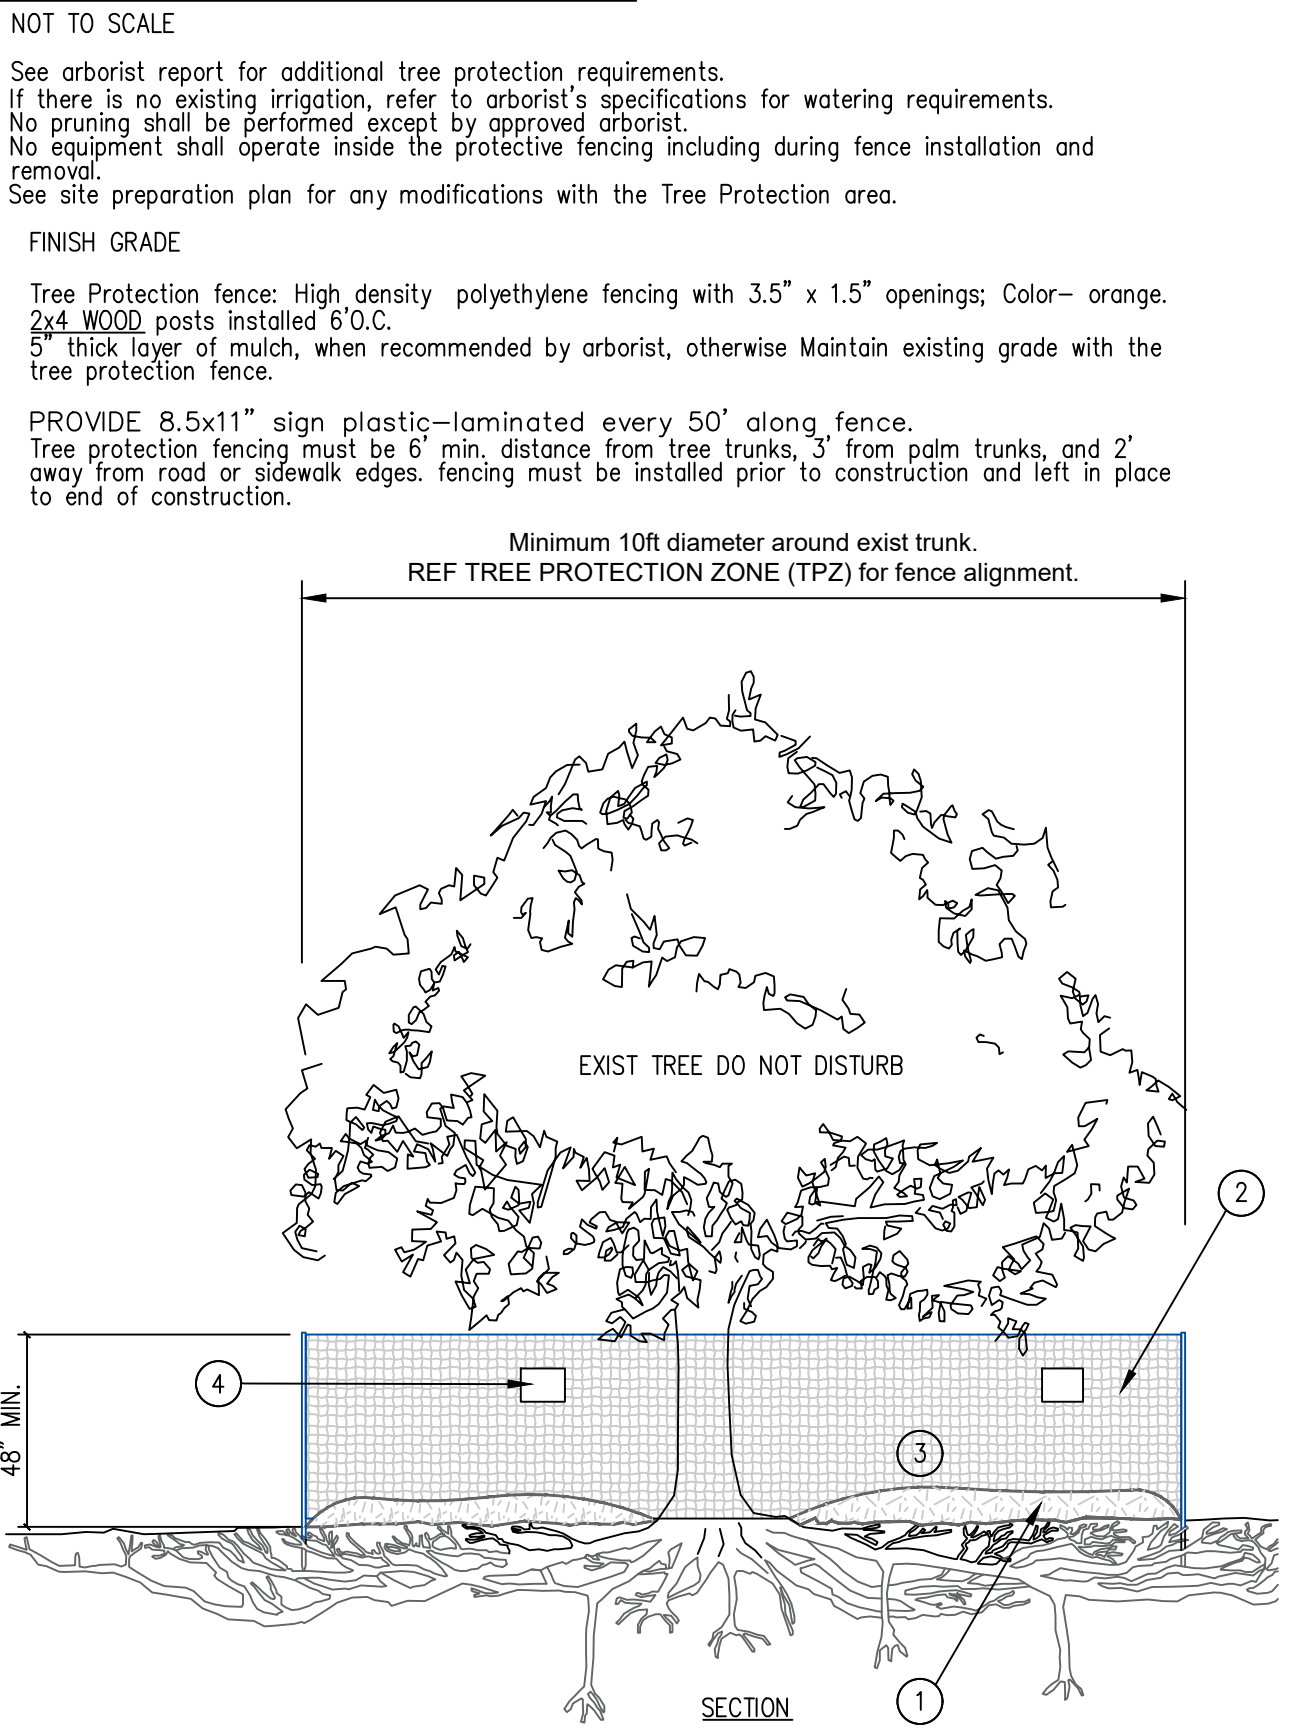 NOT TO SCALE
See arborist report for additional tree protection requirements.
If there is no existing irrigation, refer to arborist's specifications for watering requirements.
No pruning shall be performed except by approved arborist.
No equipment shall operate inside the protective fencing including during fence installation and
removal.
See site preparation plan for any modifications with the Tree Protection area.
FINISH GRADE
Tree Protection fence: High density polyethylene fencing with 3.5" x 1.5" openings; Color- orange.
2x4 WOOD posts installed 6'O.C.
5" thick layer of mulch, when recommended by arborist, otherwise Maintain existing grade with the
tree protection fence.
PROVIDE 8.5x11" sign plastic-laminated every 50' along fence.
Tree protection fencing must be 6' min. distance from tree trunks, 3' from palm trunks, and 2'
away from road or sidewalk edges. fencing must be installed prior to construction and left in place
to end of construction.
Minimum 10ft diameter around exist trunk.
REF TREE PROTECTION ZONE (TPZ) for fence alignment.
EXIST TREE DO NOT DISTURB
2
4
48" MIN.
3
1
SECTION